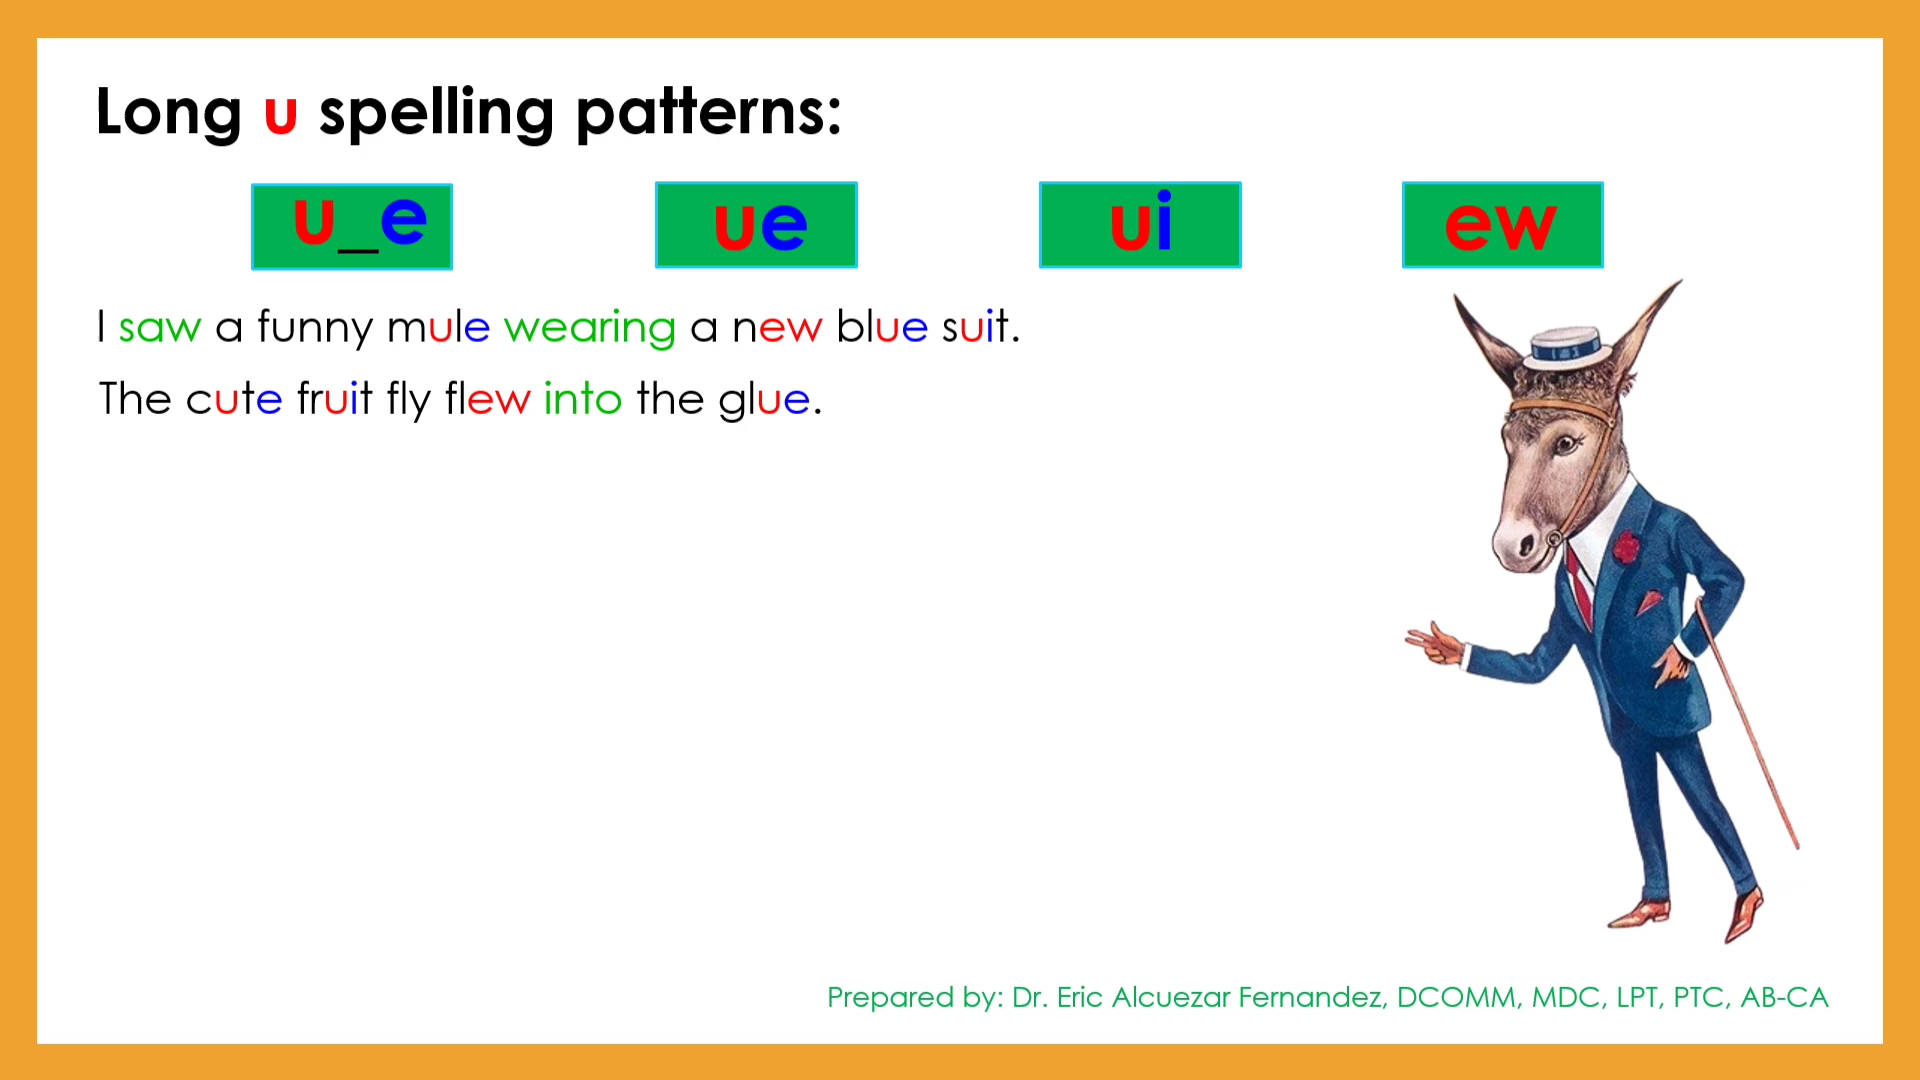 Long u spelling patterns:
u_e ue ui ew
I saw a funny mule wearing a new blue suit.
The cute fruit fly flew into the glue.
Prepared by: Dr. Eric Alcuezar Fernandez, DCOMM, MDC, LPT, PTC, AB-CA